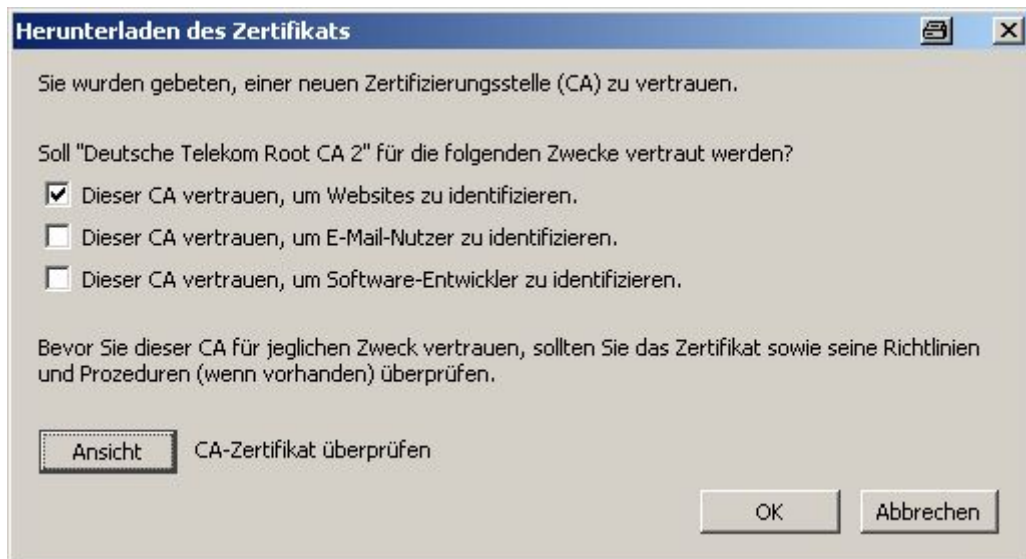 Herunterladen des Zertifikats
Sie wurden gebeten, einer neuen Zertifizierungsstelle (CA) zu vertrauen.
Soll "Deutsche Telekom Root CA 2" für die folgenden Zwecke vertraut werden?
Dieser CA vertrauen, um Websites zu identifizieren.
Dieser CA vertrauen, um E-Mail-Nutzer zu identifizieren.
Dieser CA vertrauen, um Software-Entwickler zu identifizieren.
Bevor Sie dieser CA für jeglichen Zweck vertrauen, sollten Sie das Zertifikat sowie seine Richtlinien
und Prozeduren (wenn vorhanden) überprüfen.
Ansicht CA-Zertifikat überprüfen
OK Abbrechen